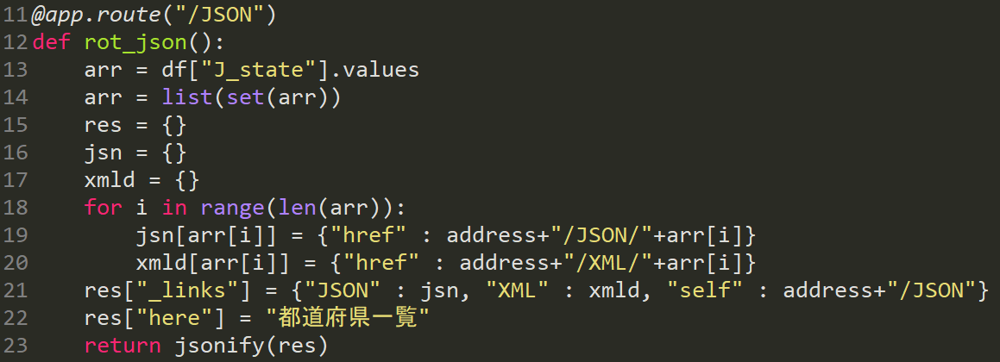 11 @app.route("/JSON")
12 def rot_json():
13     arr = df["J_state"].values
14     arr = list(set(arr))
15     res = {}
16     jsn = {}
17     xmld = {}
18     for i in range(len(arr)):
19         jsn[arr[i]] = {"href" : address+"/JSON/"+arr[i]}
20         xmld[arr[i]] = {"href" : address+"/XML/"+arr[i]}
21     res["_links"] = {"JSON" : jsn, "XML" : xmld, "self" : address+"/JSON"}
22     res["here"] = "都道府県一覧"
23     return jsonify(res)